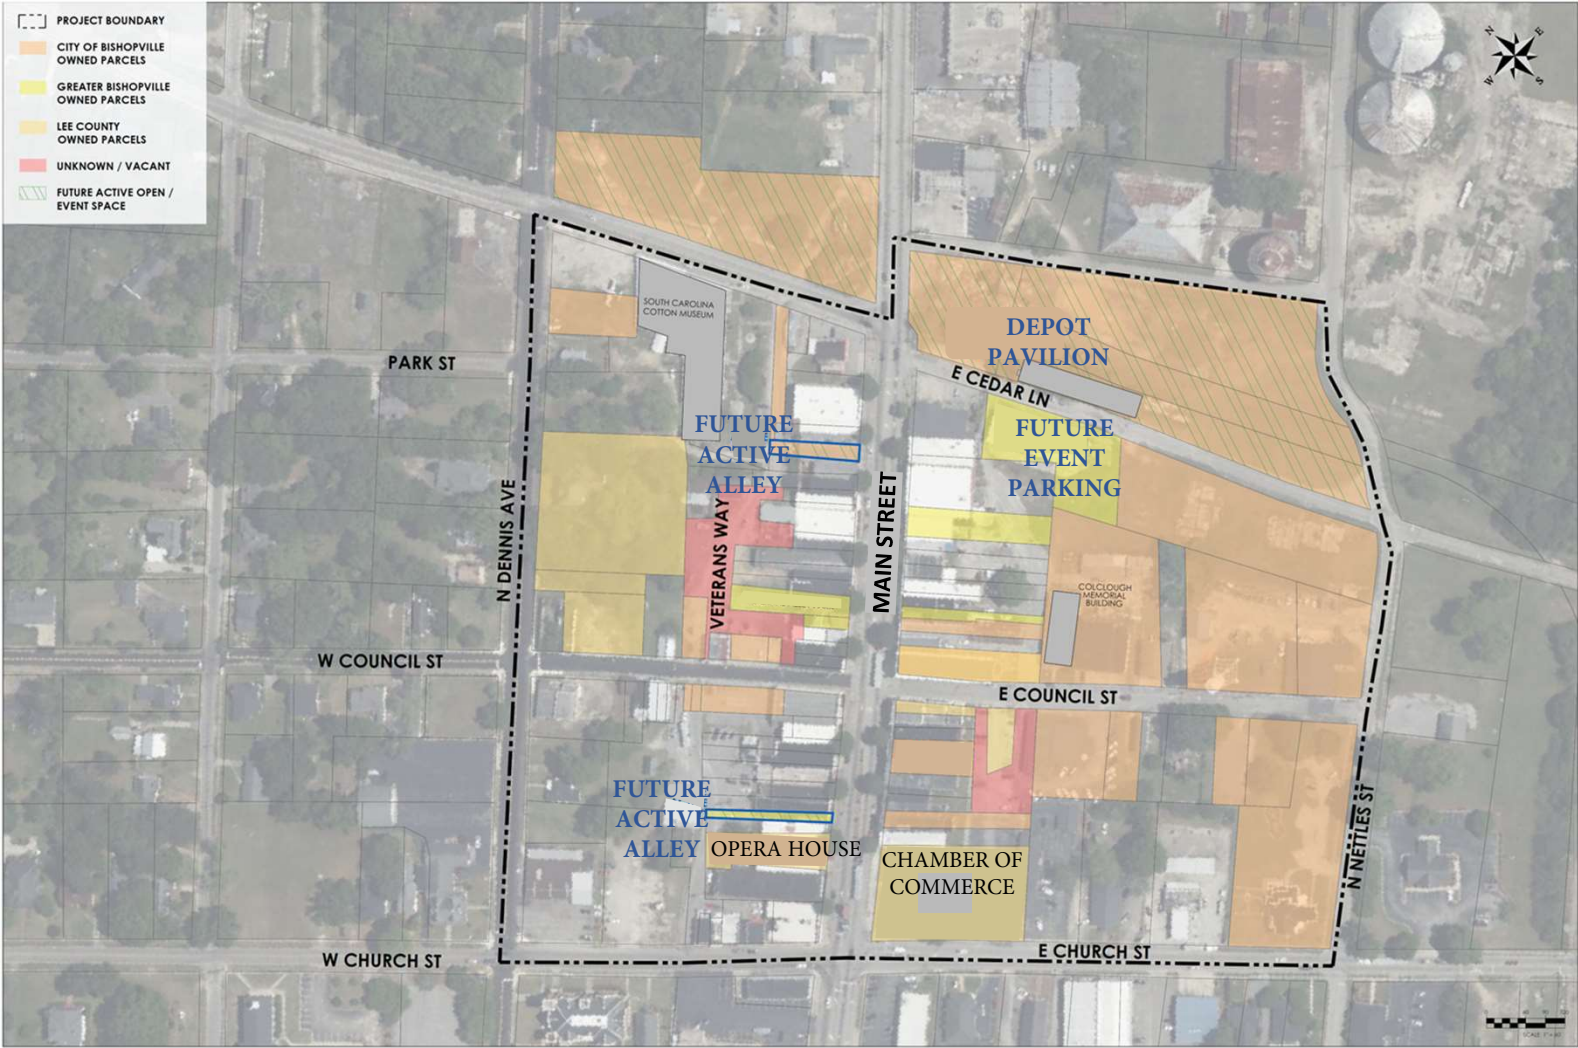 PROJECT BOUNDARY
CITY OF BISHOPVILLE
OWNED PARCELS
GREATER BISHOPVILLE
OWNED PARCELS
LEE COUNTY
OWNED PARCELS
UNKNOWN / VACANT
FUTURE ACTIVE OPEN /
EVENT SPACE
N
E
W
S
SOUTH CAROLINA
COTTON MUSEUM
DEPOT
PAVILION
PARK ST
E CEDAR LN
FUTURE
ACTIVE
ALLEY
FUTURE
EVENT
PARKING
N DENNIS AVE
VETERANS WAY
MAIN STREET
COLCLOUGH
MEMORIAL
BUILDING
W COUNCIL ST
E COUNCIL ST
FUTURE
ACTIVE
ALLEY
OPERA HOUSE
CHAMBER OF
COMMERCE
N NETTLES ST
W CHURCH ST
E CHURCH ST